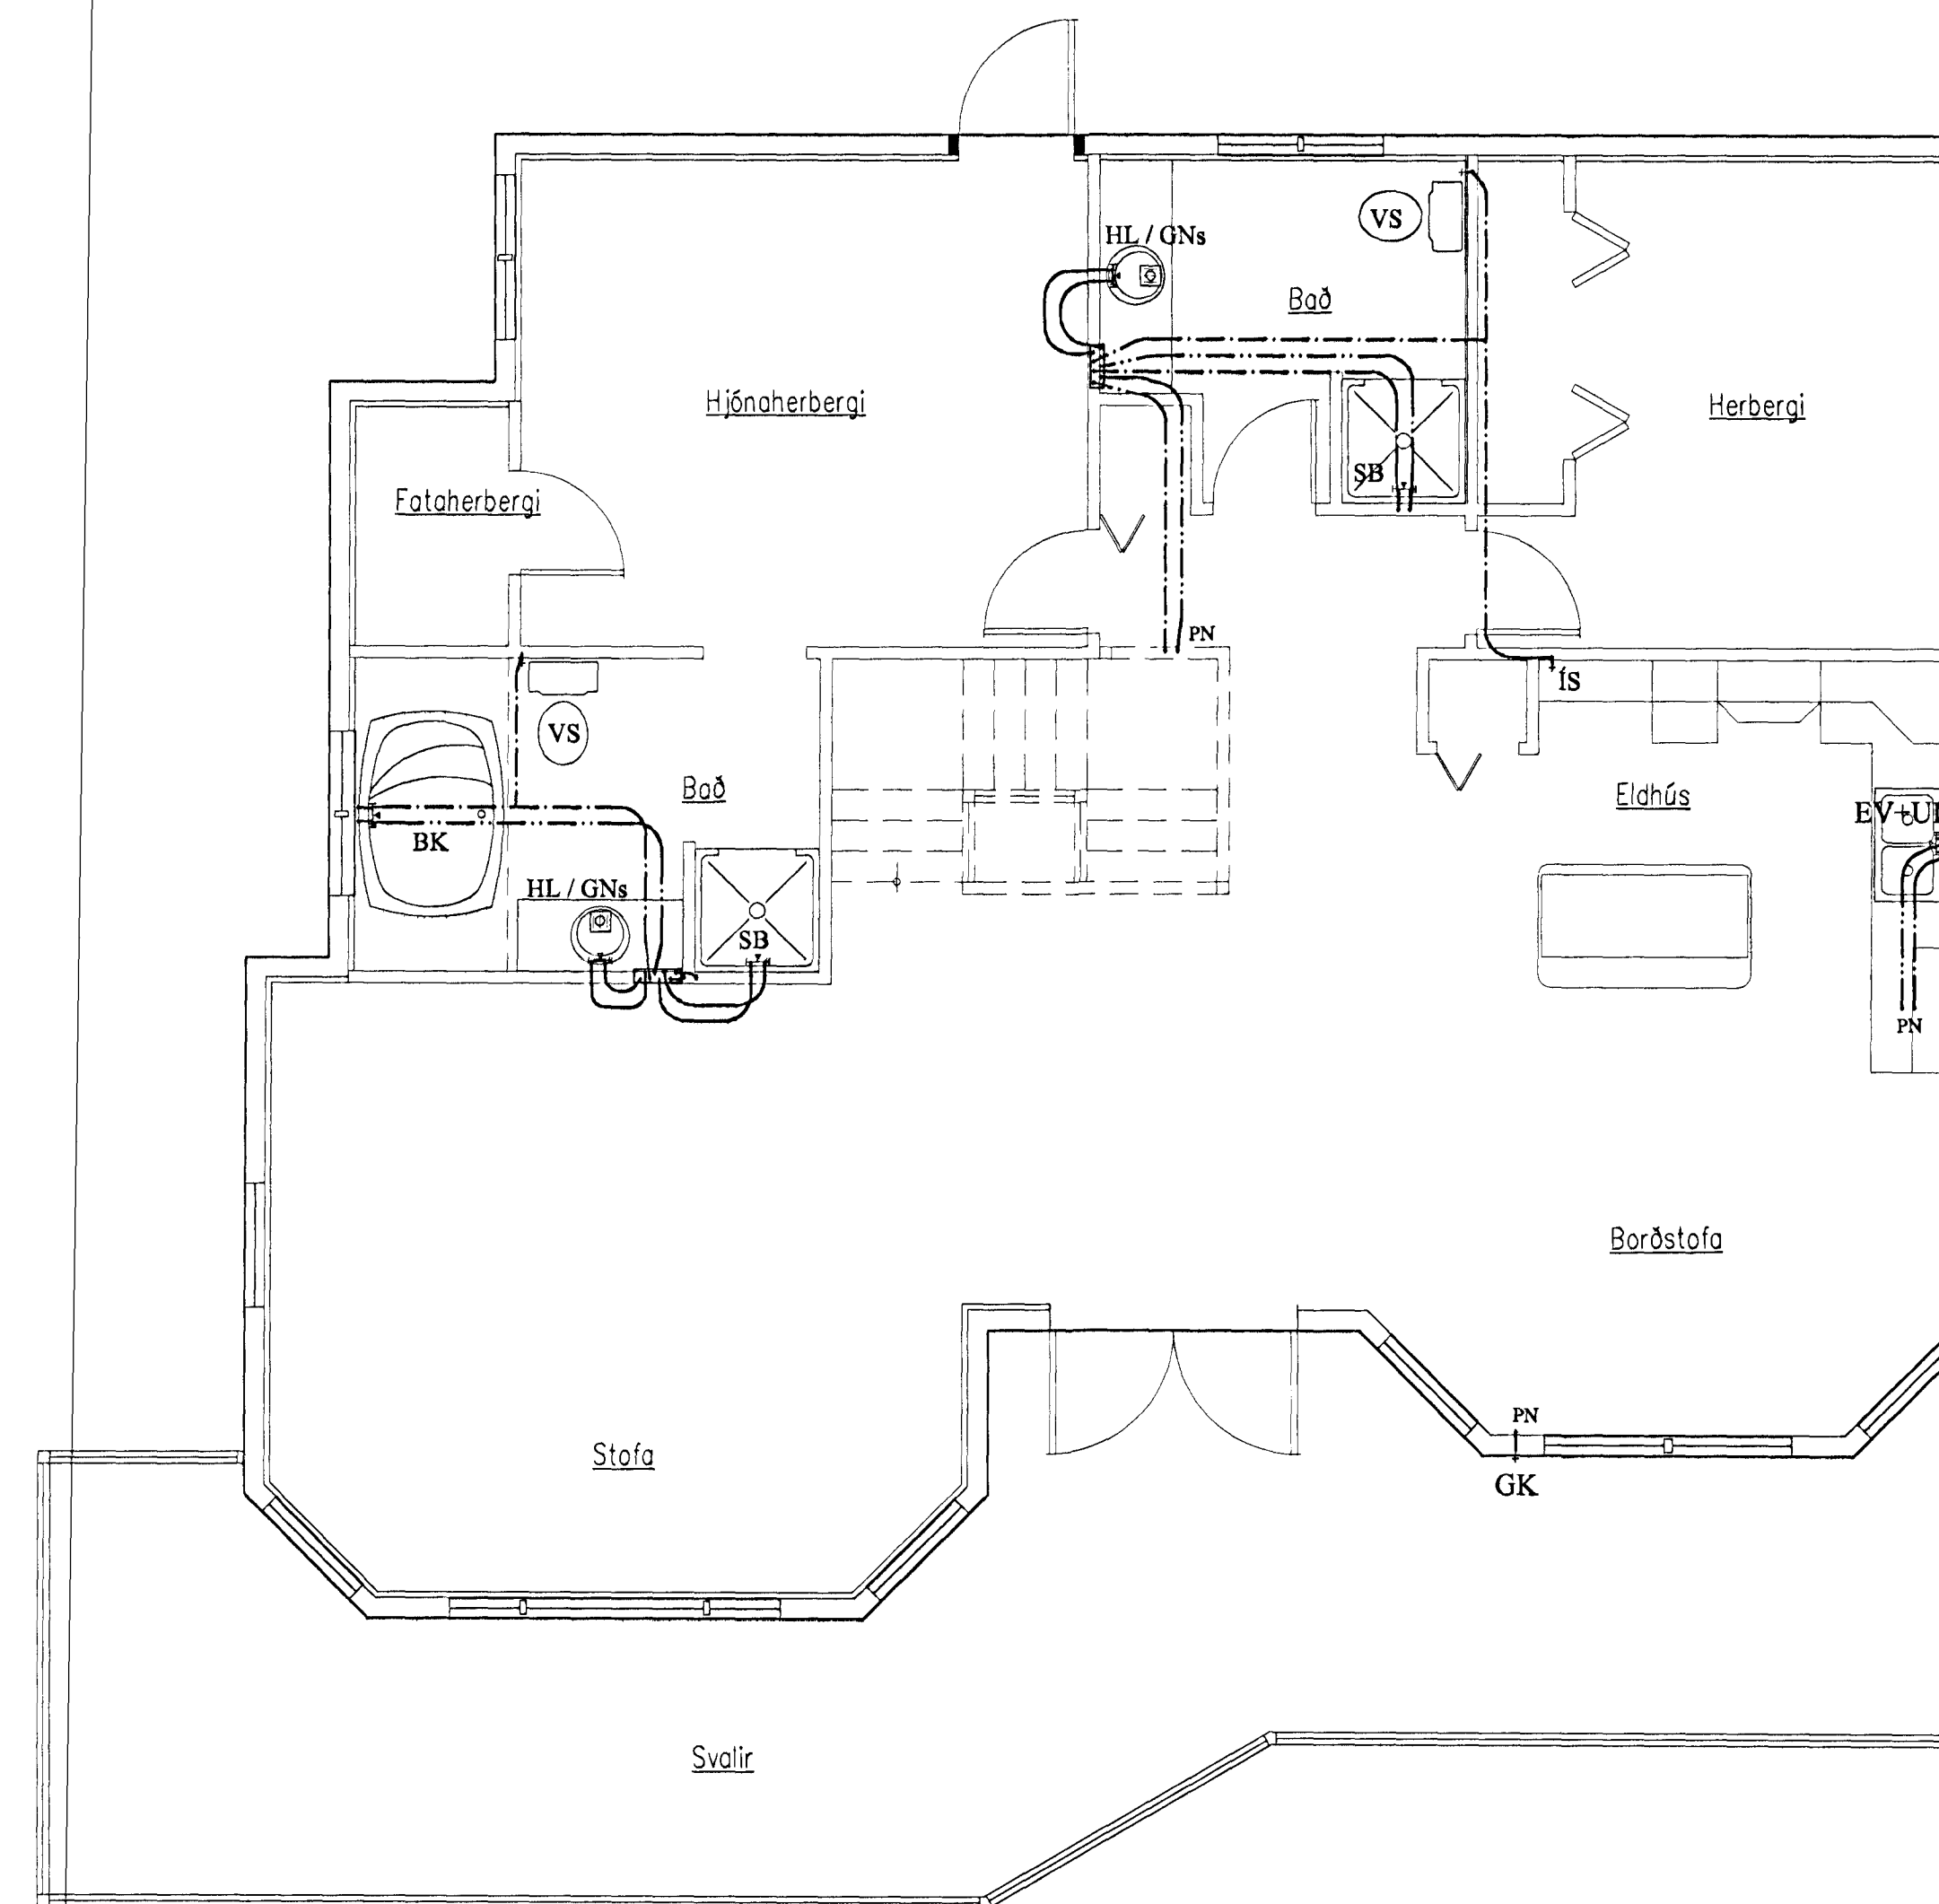 VS
HL / GNs
Bað
Hjónaherbergi
Herbergi
SB
Fataherbergi
PN
ÍS
VS
Bað
Eldhús
EV+U
BK
HL / GNs
SB
PN
Borðstofa
PN
Stofa
GK
Svalir